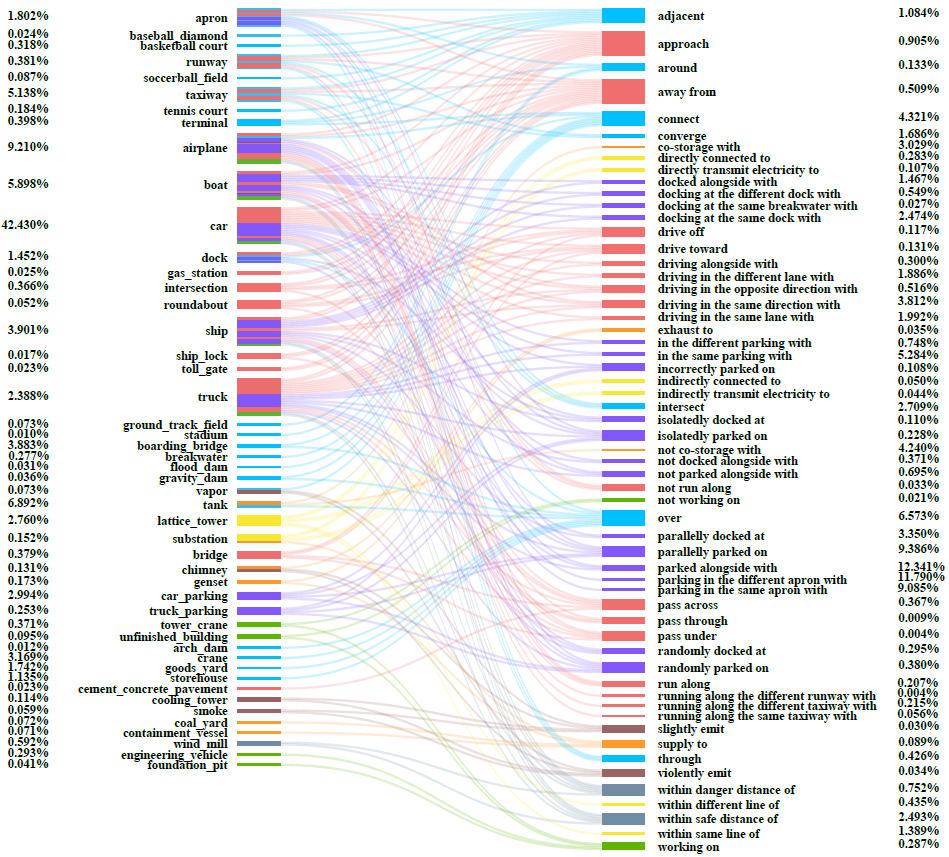 1.802% apron
0.024% baseball_diamond
0.318% basketball court
0.381% runway
0.087% soccerball_field
5.138% taxiway
0.184% tennis court
0.398% terminal
9.210% airplane
5.898% boat
42.430% car
1.452% dock
0.025% gas_station
0.366% intersection
0.052% roundabout
3.901% ship
0.017% ship_lock
0.023% toll_gate
2.388% truck
0.073% ground_track_field
0.010% stadium
3.883% boarding_bridge
0.277% breakwater
0.031% flood_dam
0.036% gravity_dam
0.073% vapor
6.892% tank
2.760% lattice_tower
0.152% substation
0.379% bridge
0.131% chimney
0.173% genset
2.994% car_parking
0.253% truck_parking
0.371% tower_crane
0.095% unfinished_building
0.012% arch_dam
3.169% crane
1.742% goods_yard
1.135% storehouse
0.023% cement_concrete_pavement
0.114% cooling_tower
0.059% smoke
0.072% coal_yard
0.071% containment_vessel
0.592% wind_mill
0.293% engineering_vehicle
0.041% foundation_pit
adjacent 1.084%
approach 0.905%
around 0.133%
away from 0.509%
connect 4.321%
converge 1.686%
co-storage with 3.029%
directly connected to 0.283%
directly transmit electricity to 0.107%
docked alongside with 1.467%
docking at the different dock with 0.549%
docking at the same breakwater with 0.027%
docking at the same dock with 2.474%
drive off 0.117%
drive toward 0.131%
driving alongside with 0.300%
driving in the different lane with 1.886%
driving in the opposite direction with 0.516%
driving in the same direction with 3.812%
driving in the same lane with 1.992%
exhaust to 0.035%
in the different parking with 0.748%
in the same parking with 5.284%
incorrectly parked on 0.108%
indirectly connected to 0.050%
indirectly transmit electricity to 0.044%
intersect 2.709%
isolatedly docked at 0.110%
isolatedly parked on 0.228%
not co-storage with 4.240%
not docked alongside with 0.371%
not parked alongside with 0.695%
not run along 0.033%
not working on 0.021%
over 6.573%
parallelly docked at 3.350%
parallelly parked on 9.386%
parked alongside with 12.341%
parking in the different apron with 11.790%
parking in the same apron with 9.085%
pass across 0.367%
pass through 0.009%
pass under 0.004%
randomly docked at 0.295%
randomly parked on 0.380%
run along 0.207%
running along the different runway with 0.004%
running along the different taxiway with 0.215%
running along the same taxiway with 0.056%
slightly emit 0.030%
supply to 0.089%
through 0.426%
violently emit 0.034%
within danger distance of 0.752%
within different line of 0.435%
within safe distance of 2.493%
within same line of 1.389%
working on 0.287%